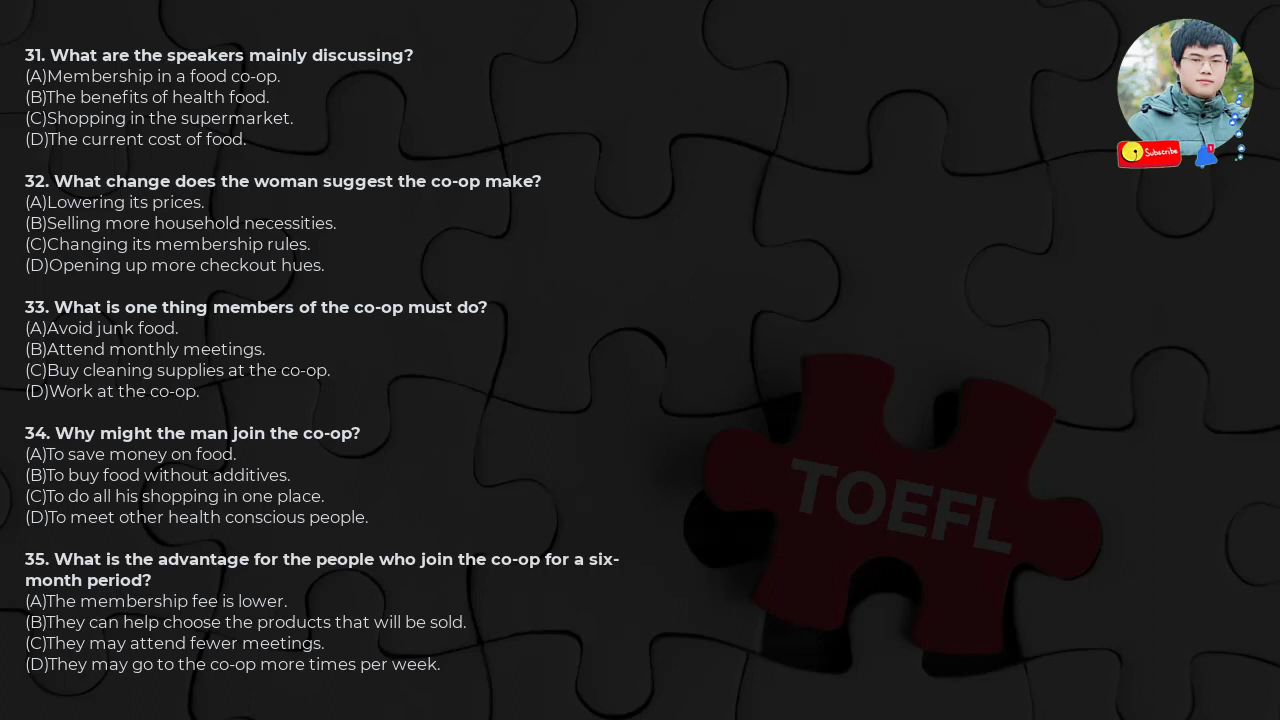 31. What are the speakers mainly discussing?
(A)Membership in a food co-op.
(B)The benefits of health food.
(C)Shopping in the supermarket.
(D)The current cost of food.
32. What change does the woman suggest the co-op make?
(A)Lowering its prices.
(B)Selling more household necessities.
(C)Changing its membership rules.
(D)Opening up more checkout hues.
33. What is one thing members of the co-op must do?
(A)Avoid junk food.
(B)Attend monthly meetings.
(C)Buy cleaning supplies at the co-op.
(D)Work at the co-op.
34. Why might the man join the co-op?
(A)To save money on food.
(B)To buy food without additives.
(C)To do all his shopping in one place.
(D)To meet other health conscious people.
35. What is the advantage for the people who join the co-op for a six-
month period?
(A)The membership fee is lower.
(B)They can help choose the products that will be sold.
(C)They may attend fewer meetings.
(D)They may go to the co-op more times per week.
Subscribe
1
TOEFL